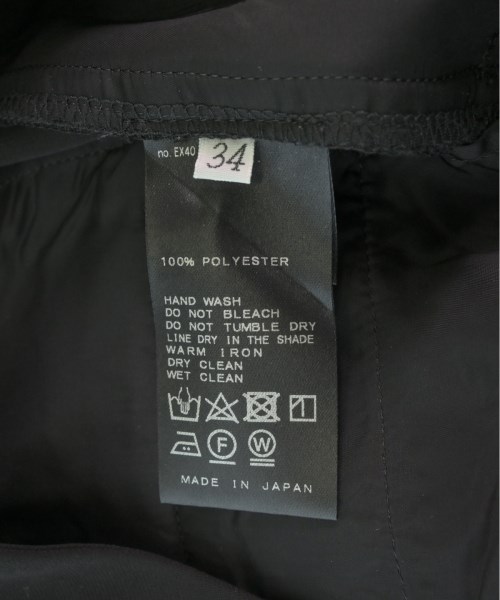 no. EX40
34
100% POLYESTER
HAND WASH
DO NOT BLEACH
DO NOT TUMBLE DRY
LINE DRY IN THE SHADE
WARM IRON
DRY CLEAN
WET CLEAN
F W
MADE IN JAPAN